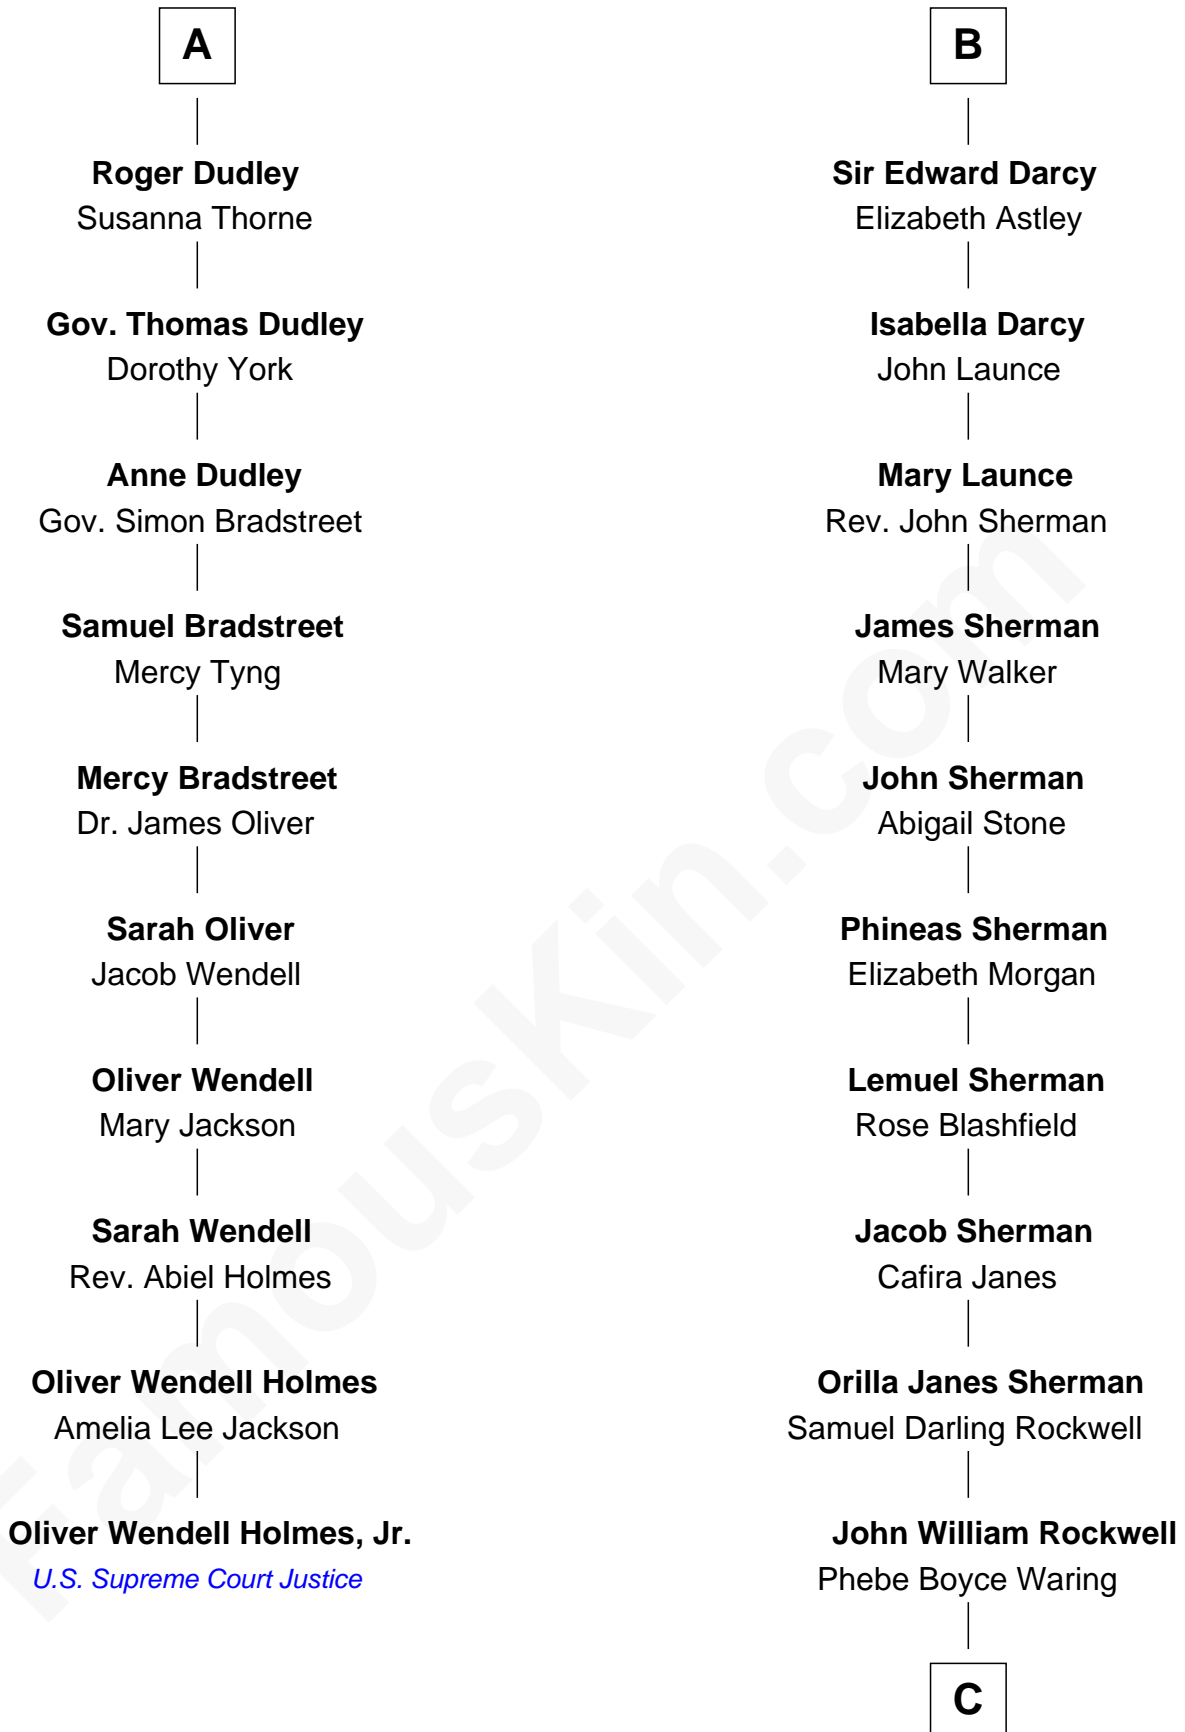 A
Roger Dudley
Susanna Thorne
Gov. Thomas Dudley
Dorothy York
Anne Dudley
Gov. Simon Bradstreet
Samuel Bradstreet
Mercy Tyng
Mercy Bradstreet
Dr. James Oliver
Sarah Oliver
Jacob Wendell
Oliver Wendell
Mary Jackson
Sarah Wendell
Rev. Abiel Holmes
Oliver Wendell Holmes
Amelia Lee Jackson
Oliver Wendell Holmes, Jr.
U.S. Supreme Court Justice
B
Sir Edward Darcy
Elizabeth Astley
Isabella Darcy
John Launce
Mary Launce
Rev. John Sherman
James Sherman
Mary Walker
John Sherman
Abigail Stone
Phineas Sherman
Elizabeth Morgan
Lemuel Sherman
Rose Blashfield
Jacob Sherman
Cafira Janes
Orilla Janes Sherman
Samuel Darling Rockwell
John William Rockwell
Phebe Boyce Waring
C
FamousKin.com